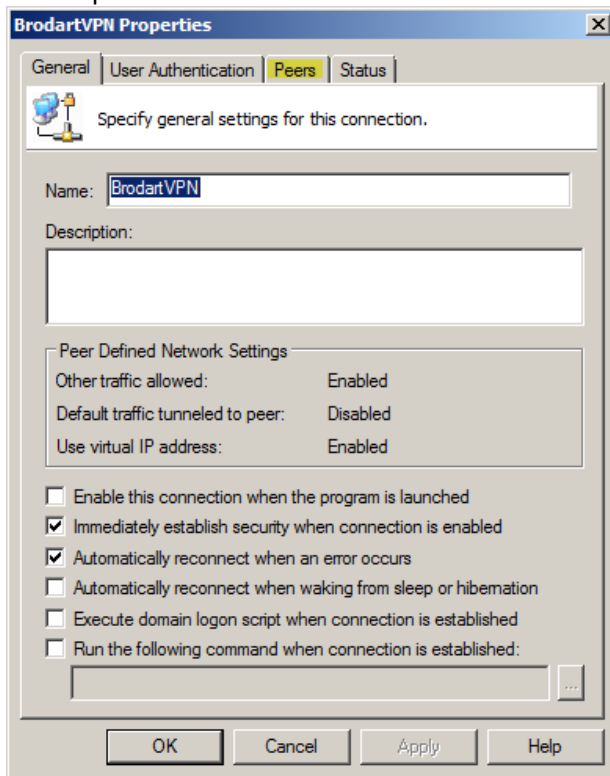 BrodartVPN Properties
General User Authentication Peers Status
Specify general settings for this connection.
Name: BrodartVPN
Description:
Peer Defined Network Settings
Other traffic allowed: Enabled
Default traffic tunneled to peer: Disabled
Use virtual IP address: Enabled
Enable this connection when the program is launched
Immediately establish security when connection is enabled
Automatically reconnect when an error occurs
Automatically reconnect when waking from sleep or hibernation
Execute domain logon script when connection is established
Run the following command when connection is established:
...
OK Cancel Apply Help